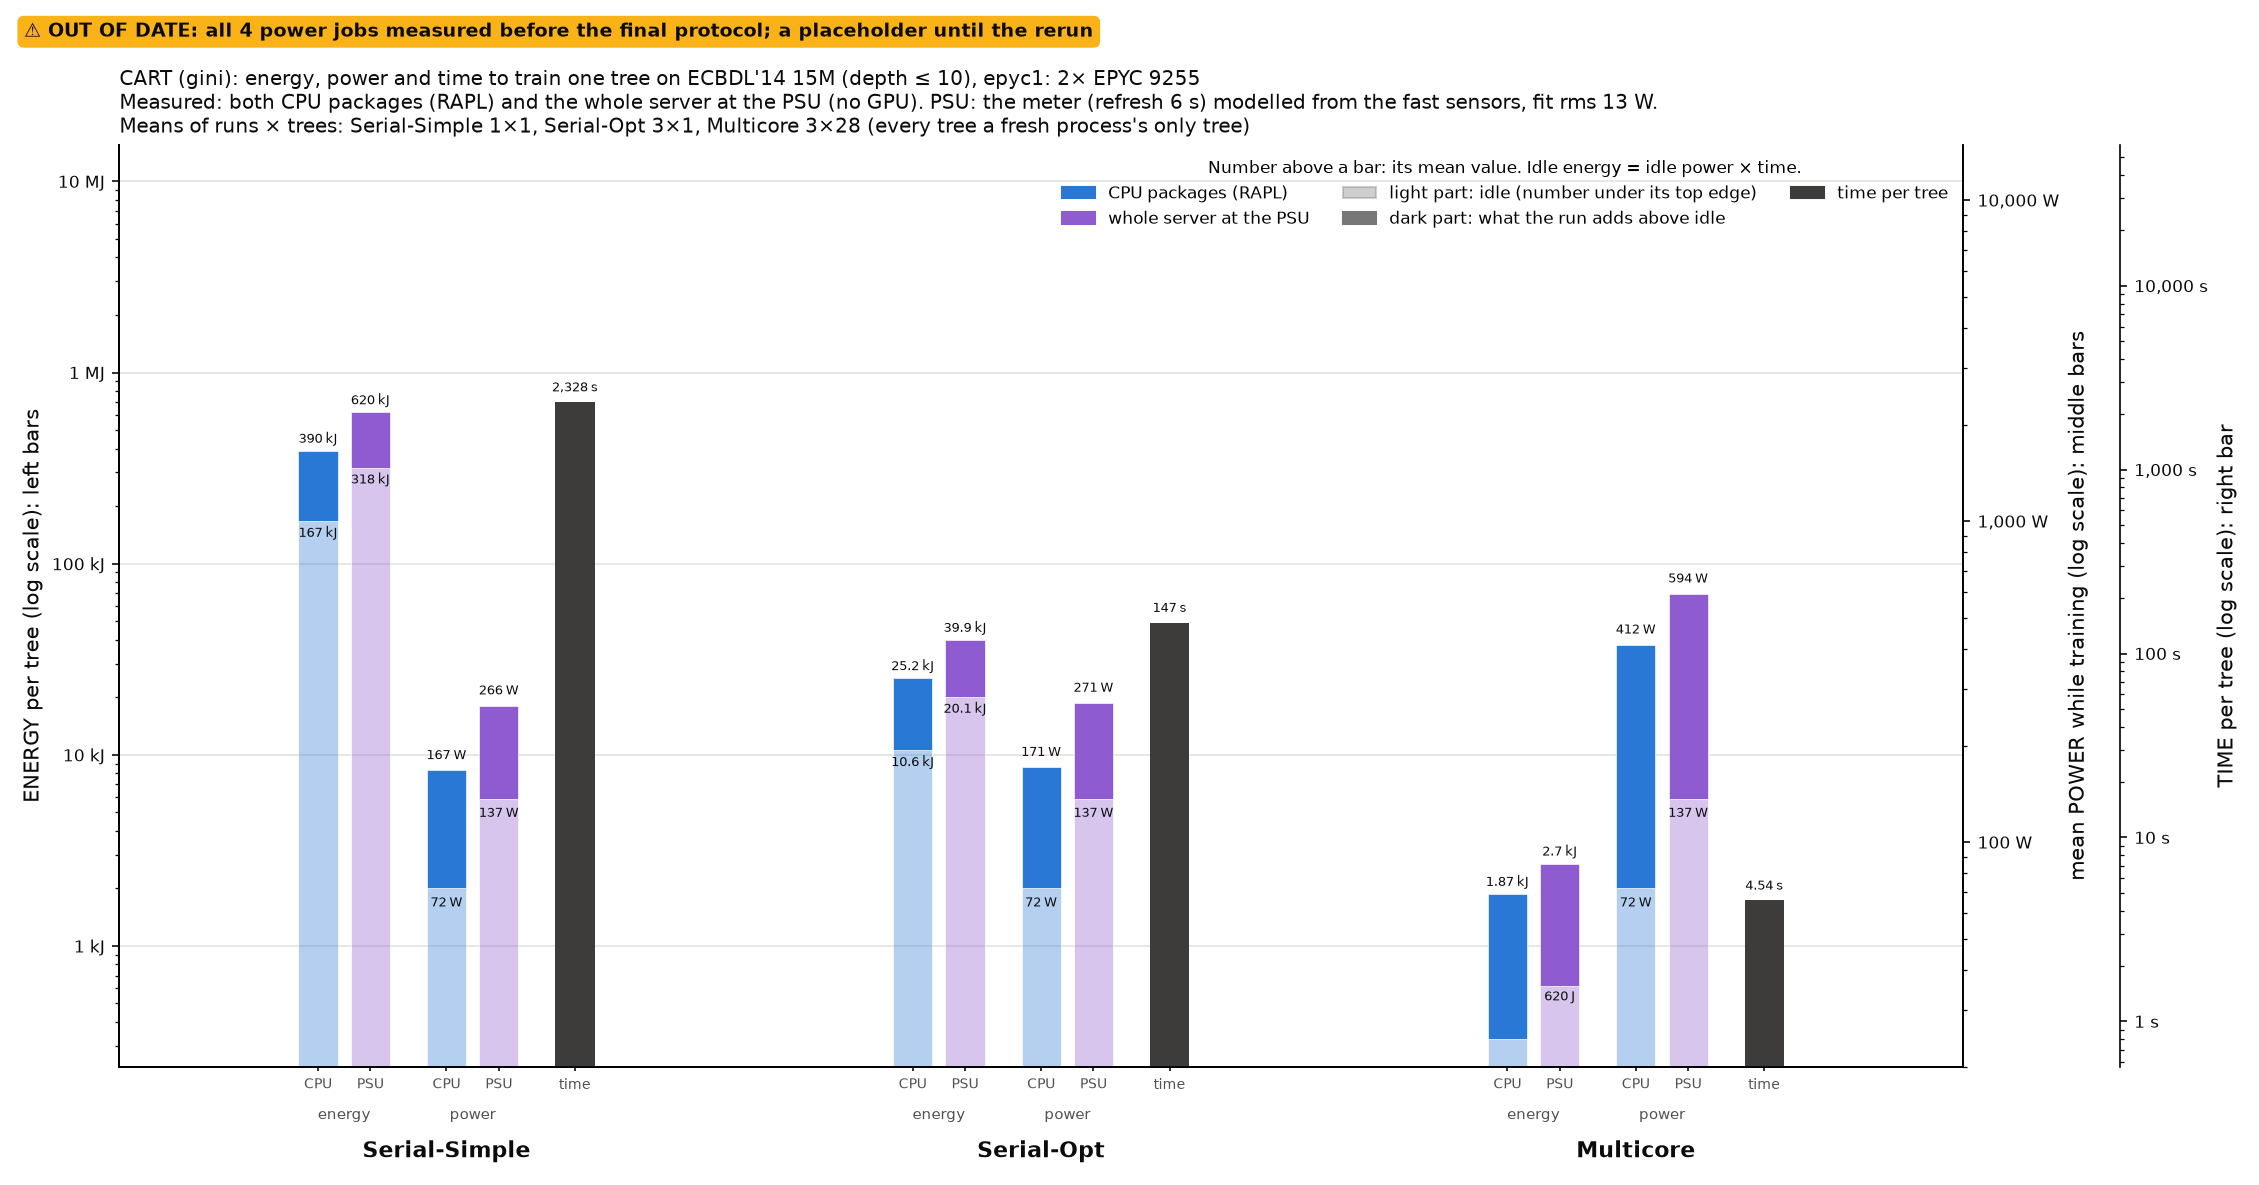 ⚠ OUT OF DATE: all 4 power jobs measured before the final protocol; a placeholder until the rerun
CART (gini): energy, power and time to train one tree on ECBDL'14 15M (depth ≤ 10), epyc1: 2× EPYC 9255
Measured: both CPU packages (RAPL) and the whole server at the PSU (no GPU). PSU: the meter (refresh 6 s) modelled from the fast sensors, fit rms 13 W.
Means of runs × trees: Serial-Simple 1×1, Serial-Opt 3×1, Multicore 3×28 (every tree a fresh process's only tree)
Number above a bar: its mean value. Idle energy = idle power × time.
CPU packages (RAPL)
whole server at the PSU
light part: idle (number under its top edge)
dark part: what the run adds above idle
time per tree
ENERGY per tree (log scale): left bars
10 MJ
1 MJ
100 kJ
10 kJ
1 kJ
390 kJ
167 kJ
620 kJ
318 kJ
167 W
72 W
266 W
137 W
2,328 s
25.2 kJ
10.6 kJ
39.9 kJ
20.1 kJ
171 W
72 W
271 W
137 W
147 s
1.87 kJ
2.7 kJ
620 J
412 W
72 W
594 W
137 W
4.54 s
10,000 W
1,000 W
100 W
mean POWER while training (log scale): middle bars
10,000 s
1,000 s
100 s
10 s
1 s
TIME per tree (log scale): right bar
CPU PSU CPU PSU time
energy power
Serial-Simple
CPU PSU CPU PSU time
energy power
Serial-Opt
CPU PSU CPU PSU time
energy power
Multicore